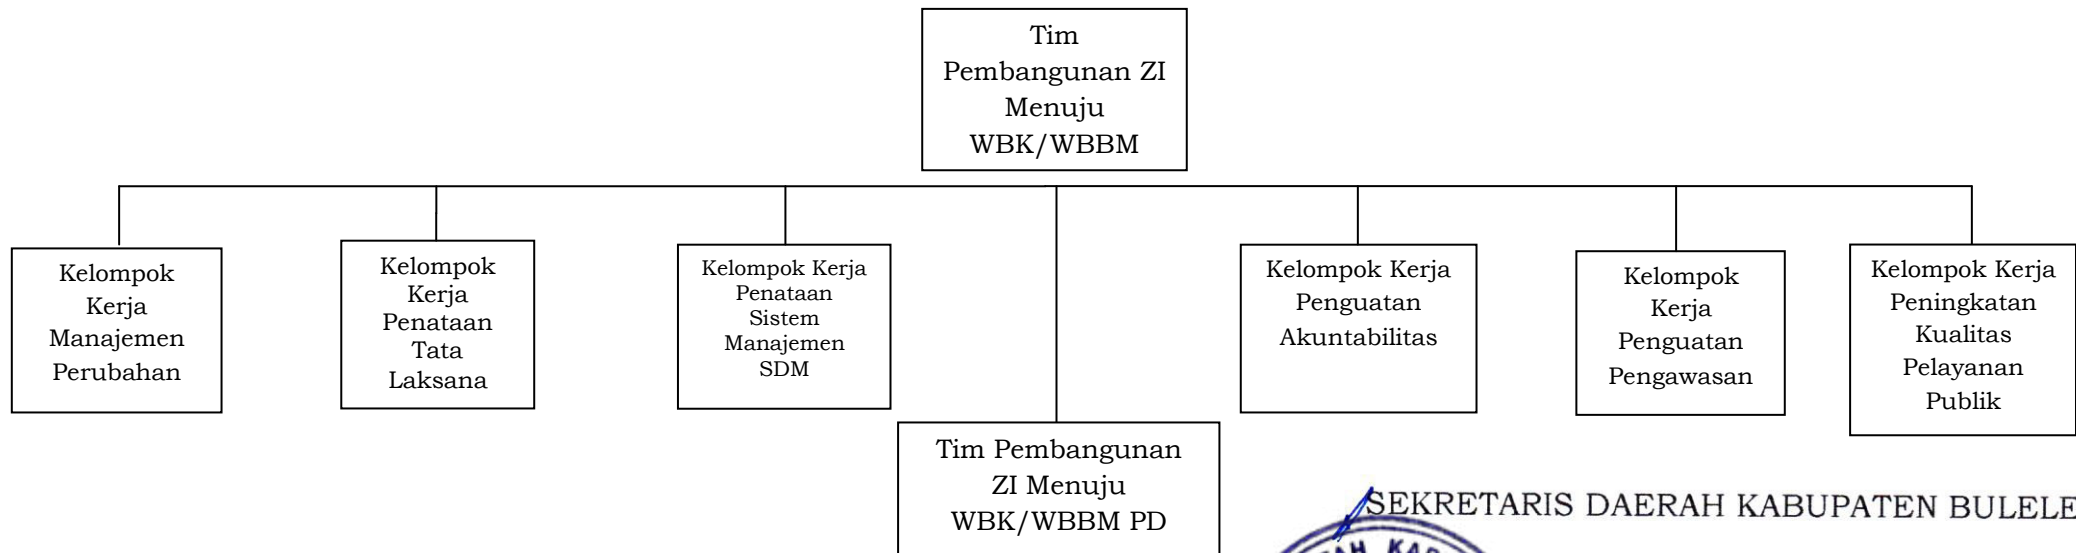 Tim
Pembangunan ZI
Menuju
WBK/WBBM
Kelompok
Kerja
Manajemen
Perubahan
Kelompok
Kerja
Penataan
Tata
Laksana
Kelompok Kerja
Penataan
Sistem
Manajemen
SDM
Kelompok Kerja
Penguatan
Akuntabilitas
Kelompok
Kerja
Penguatan
Pengawasan
Kelompok Kerja
Peningkatan
Kualitas
Pelayanan
Publik
Tim Pembangunan
ZI Menuju
WBK/WBBM PD
SEKRETARIS DAERAH KABUPATEN